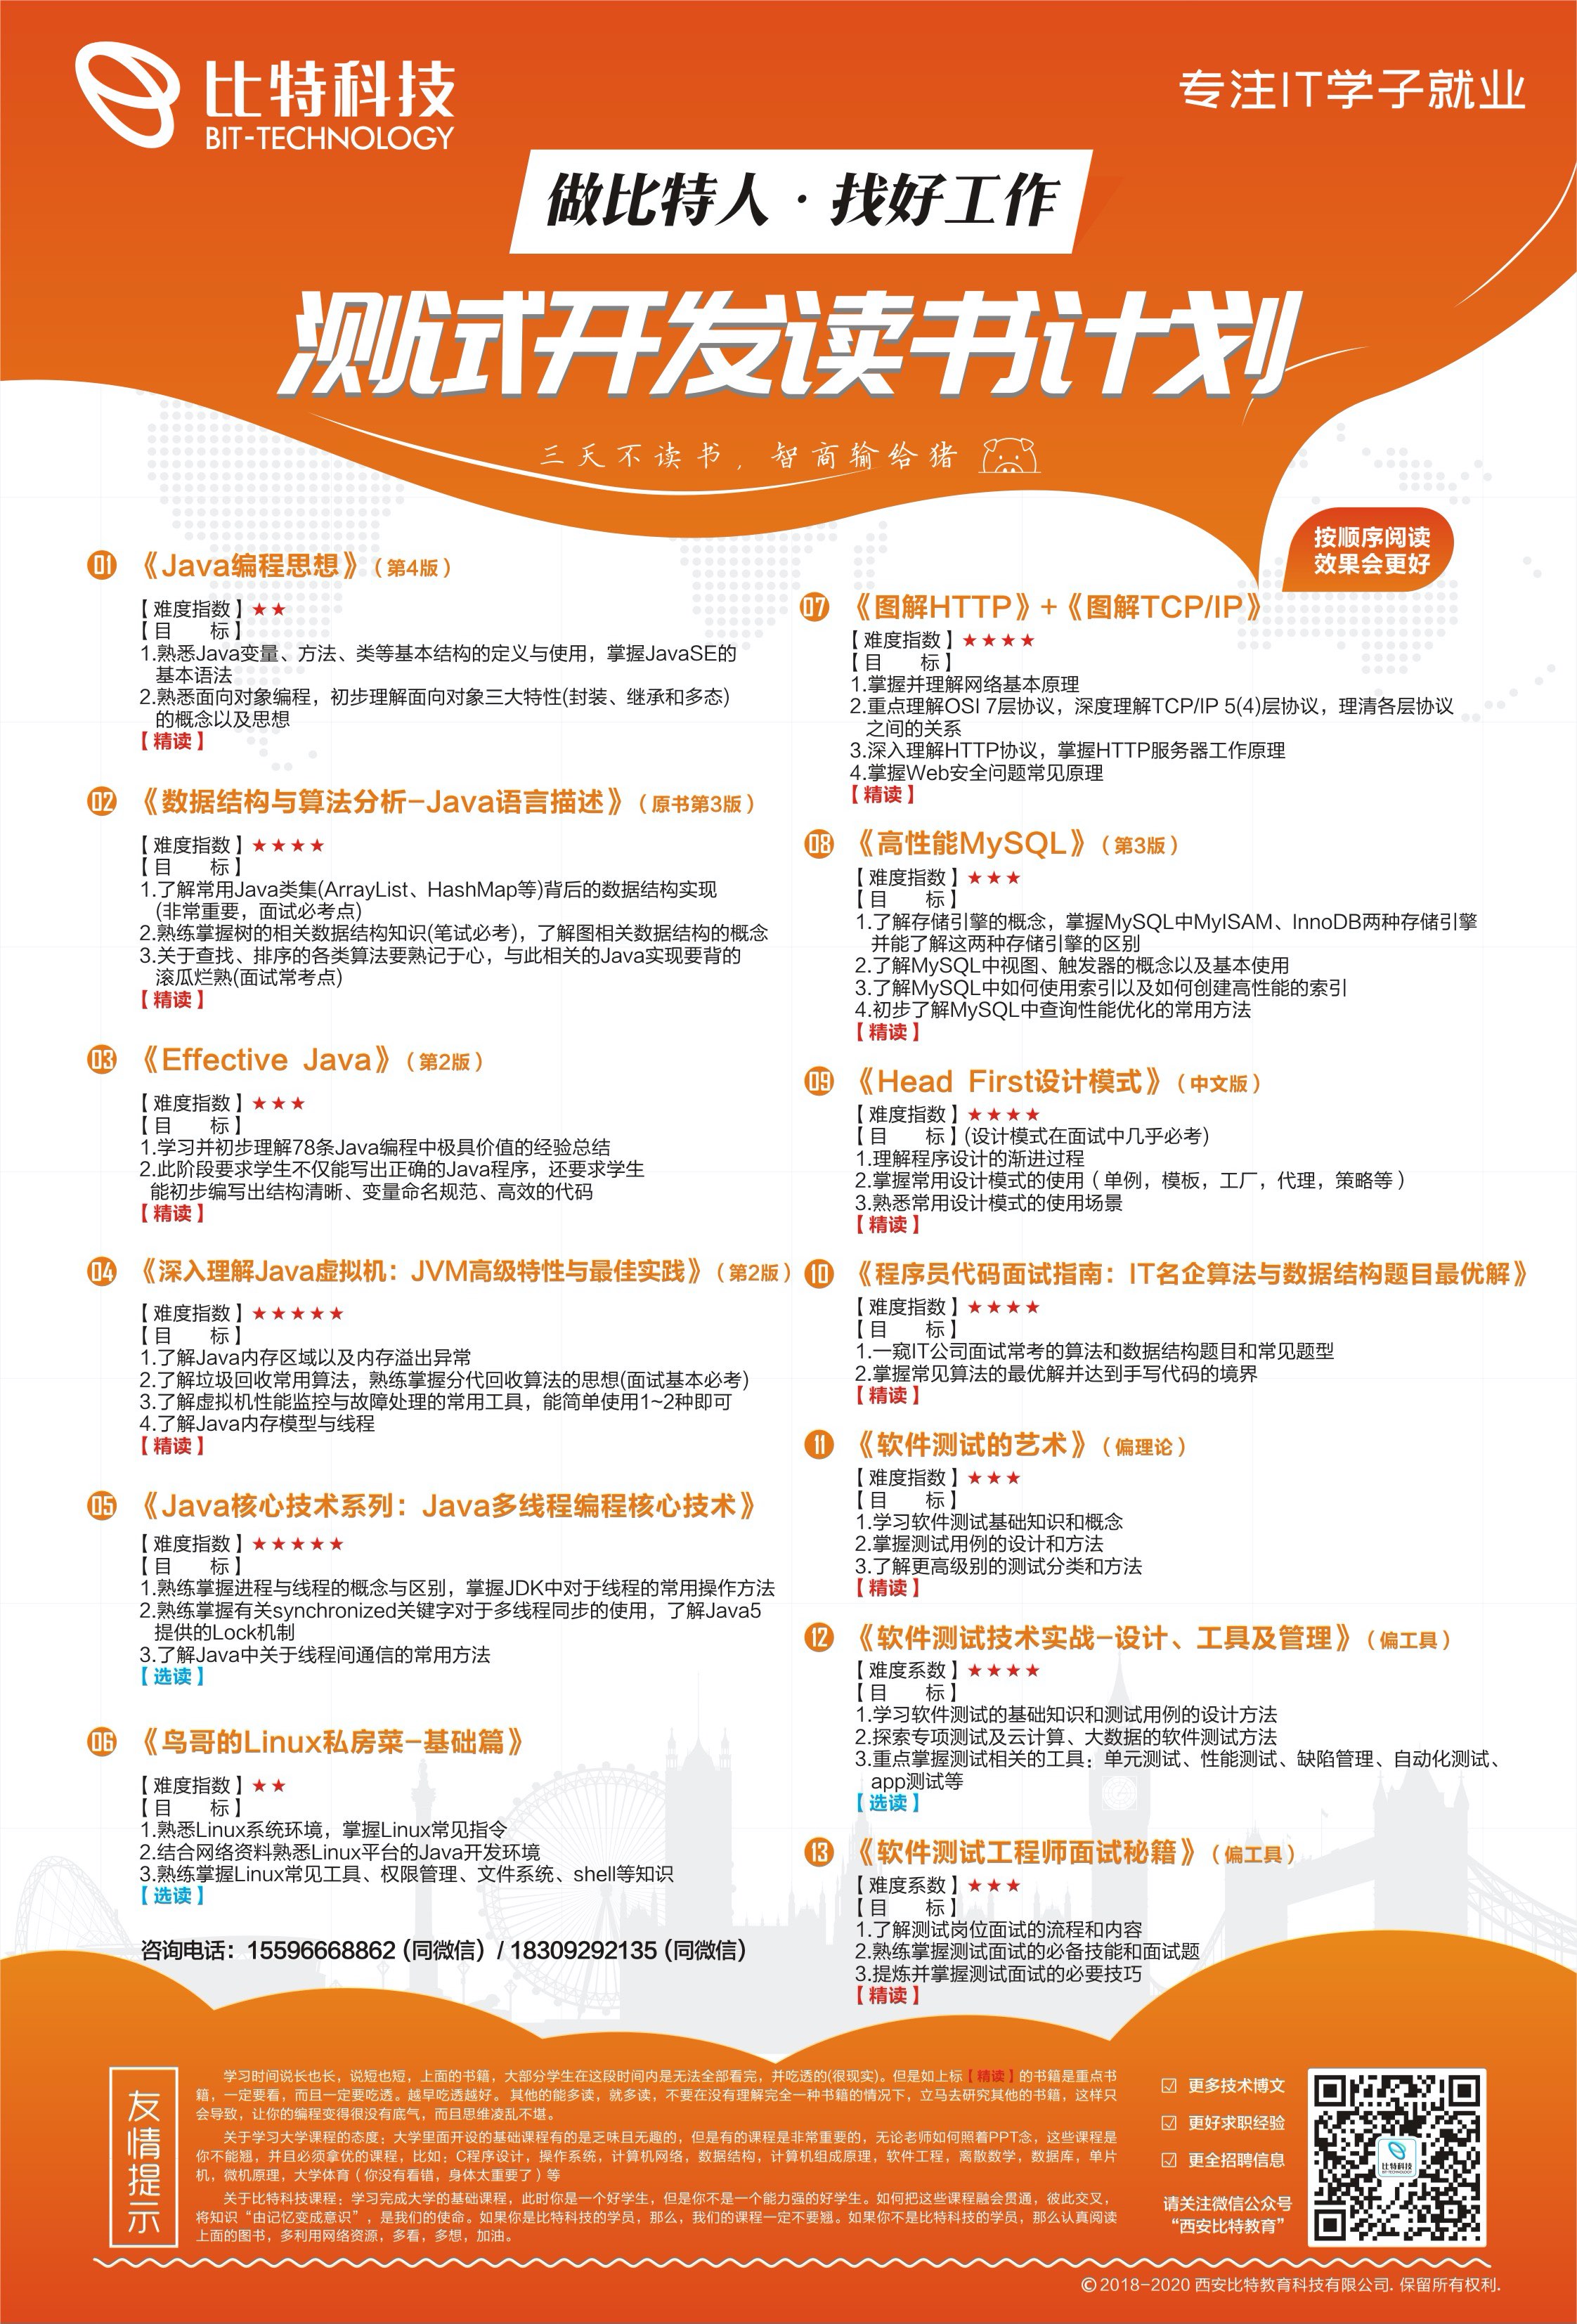 比特科技
BIT-TECHNOLOGY
专注IT学子就业
做比特人·找好工作
测试开发读书计划
三天不读书，智商输给猪
按顺序阅读
效果会更好
01 《Java编程思想》（第4版）
【难度指数】★★
【目 标】
1.熟悉Java变量、方法、类等基本结构的定义与使用，掌握JavaSE的
基本语法
2.熟悉面向对象编程，初步理解面向对象三大特性(封装、继承和多态)
的概念以及思想
【精读】
02 《数据结构与算法分析-Java语言描述》（原书第3版）
【难度指数】★★★★
【目 标】
1.了解常用Java类集(ArrayList、HashMap等)背后的数据结构实现
(非常重要，面试必考点)
2.熟练掌握树的相关数据结构知识(笔试必考)，了解图相关数据结构的概念
3.关于查找、排序的各类算法要熟记于心，与此相关的Java实现要背的
滚瓜烂熟(面试常考点)
【精读】
03 《Effective Java》（第2版）
【难度指数】★★★
【目 标】
1.学习并初步理解78条Java编程中极具价值的经验总结
2.此阶段要求学生不仅能写出正确的Java程序，还要求学生
能初步编写出结构清晰、变量命名规范、高效的代码
【精读】
04 《深入理解Java虚拟机：JVM高级特性与最佳实践》（第2版）
【难度指数】★★★★★
【目 标】
1.了解Java内存区域以及内存溢出异常
2.了解垃圾回收常用算法，熟练掌握分代回收算法的思想(面试基本必考)
3.了解虚拟机性能监控与故障处理的常用工具，能简单使用1~2种即可
4.了解Java内存模型与线程
【精读】
05 《Java核心技术系列：Java多线程编程核心技术》
【难度指数】★★★★★
【目 标】
1.熟练掌握进程与线程的概念与区别，掌握JDK中对于线程的常用操作方法
2.熟练掌握有关synchronized关键字对于多线程同步的使用，了解Java5
提供的Lock机制
3.了解Java中关于线程间通信的常用方法
【选读】
06 《鸟哥的Linux私房菜-基础篇》
【难度指数】★★
【目 标】
1.熟悉Linux系统环境，掌握Linux常见指令
2.结合网络资料熟悉Linux平台的Java开发环境
3.熟练掌握Linux常见工具、权限管理、文件系统、shell等知识
【选读】
咨询电话：15596668862（同微信）/ 18309292135（同微信）
07 《图解HTTP》+《图解TCP/IP》
【难度指数】★★★★
【目 标】
1.掌握并理解网络基本原理
2.重点理解OSI 7层协议，深度理解TCP/IP 5(4)层协议，理清各层协议
之间的关系
3.深入理解HTTP协议，掌握HTTP服务器工作原理
4.掌握Web安全问题常见原理
【精读】
08 《高性能MySQL》（第3版）
【难度指数】★★★
【目 标】
1.了解存储引擎的概念，掌握MySQL中MyISAM、InnoDB两种存储引擎
并能了解这两种存储引擎的区别
2.了解MySQL中视图、触发器的概念以及基本使用
3.了解MySQL中如何使用索引以及如何创建高性能的索引
4.初步了解MySQL中查询性能优化的常用方法
【精读】
09 《Head First设计模式》（中文版）
【难度指数】★★★★
【目 标】(设计模式在面试中几乎必考)
1.理解程序设计的渐进过程
2.掌握常用设计模式的使用（单例，模板，工厂，代理，策略等）
3.熟悉常用设计模式的使用场景
【精读】
10 《程序员代码面试指南：IT名企算法与数据结构题目最优解》
【难度指数】★★★★
【目 标】
1.一窥IT公司面试常考的算法和数据结构题目和常见题型
2.掌握常见算法的最优解并达到手写代码的境界
【精读】
11 《软件测试的艺术》（偏理论）
【难度指数】★★★
【目 标】
1.学习软件测试基础知识和概念
2.掌握测试用例的设计和方法
3.了解更高级别的测试分类和方法
【精读】
12 《软件测试技术实战-设计、工具及管理》（偏工具）
【难度系数】★★★★
【目 标】
1.学习软件测试的基础知识和测试用例的设计方法
2.探索专项测试及云计算、大数据的软件测试方法
3.重点掌握测试相关的工具：单元测试、性能测试、缺陷管理、自动化测试、
app测试等
【选读】
13 《软件测试工程师面试秘籍》（偏工具）
【难度系数】★★★
【目 标】
1.了解测试岗位面试的流程和内容
2.熟练掌握测试面试的必备技能和面试题
3.提炼并掌握测试面试的必要技巧
【精读】
友情提示
学习时间说长也长，说短也短，上面的书籍，大部分学生在这段时间内是无法全部看完，并吃透的(很现实)。但是如上标【精读】的书籍是重点书
籍，一定要看，而且一定要吃透。越早吃透越好。其他的能多读，就多读，不要在没有理解完全一种书籍的情况下，立马去研究其他的书籍，这样只
会导致，让你的编程变得很没有底气，而且思维凌乱不堪。
关于学习大学课程的态度：大学里面开设的基础课程有的是乏味且无趣的，但是有的课程是非常重要的，无论老师如何照着PPT念，这些课程是
你不能翘，并且必须拿优的课程，比如：C程序设计，操作系统，计算机网络，数据结构，计算机组成原理，软件工程，离散数学，数据库，单片
机，微机原理，大学体育（你没有看错，身体太重要了）等
关于比特科技课程：学习完成大学的基础课程，此时你是一个好学生，但是你不是一个能力强的好学生。如何把这些课程融会贯通，彼此交叉，
将知识“由记忆变成意识”，是我们的使命。如果你是比特科技的学员，那么，我们的课程一定不要翘。如果你不是比特科技的学员，那么认真阅读
上面的图书，多利用网络资源，多看，多想，加油。
更多技术博文
更好求职经验
更全招聘信息
请关注微信公众号
“西安比特教育”
比特科技
BIT-TECHNOLOGY
©2018-2020 西安比特教育科技有限公司. 保留所有权利.